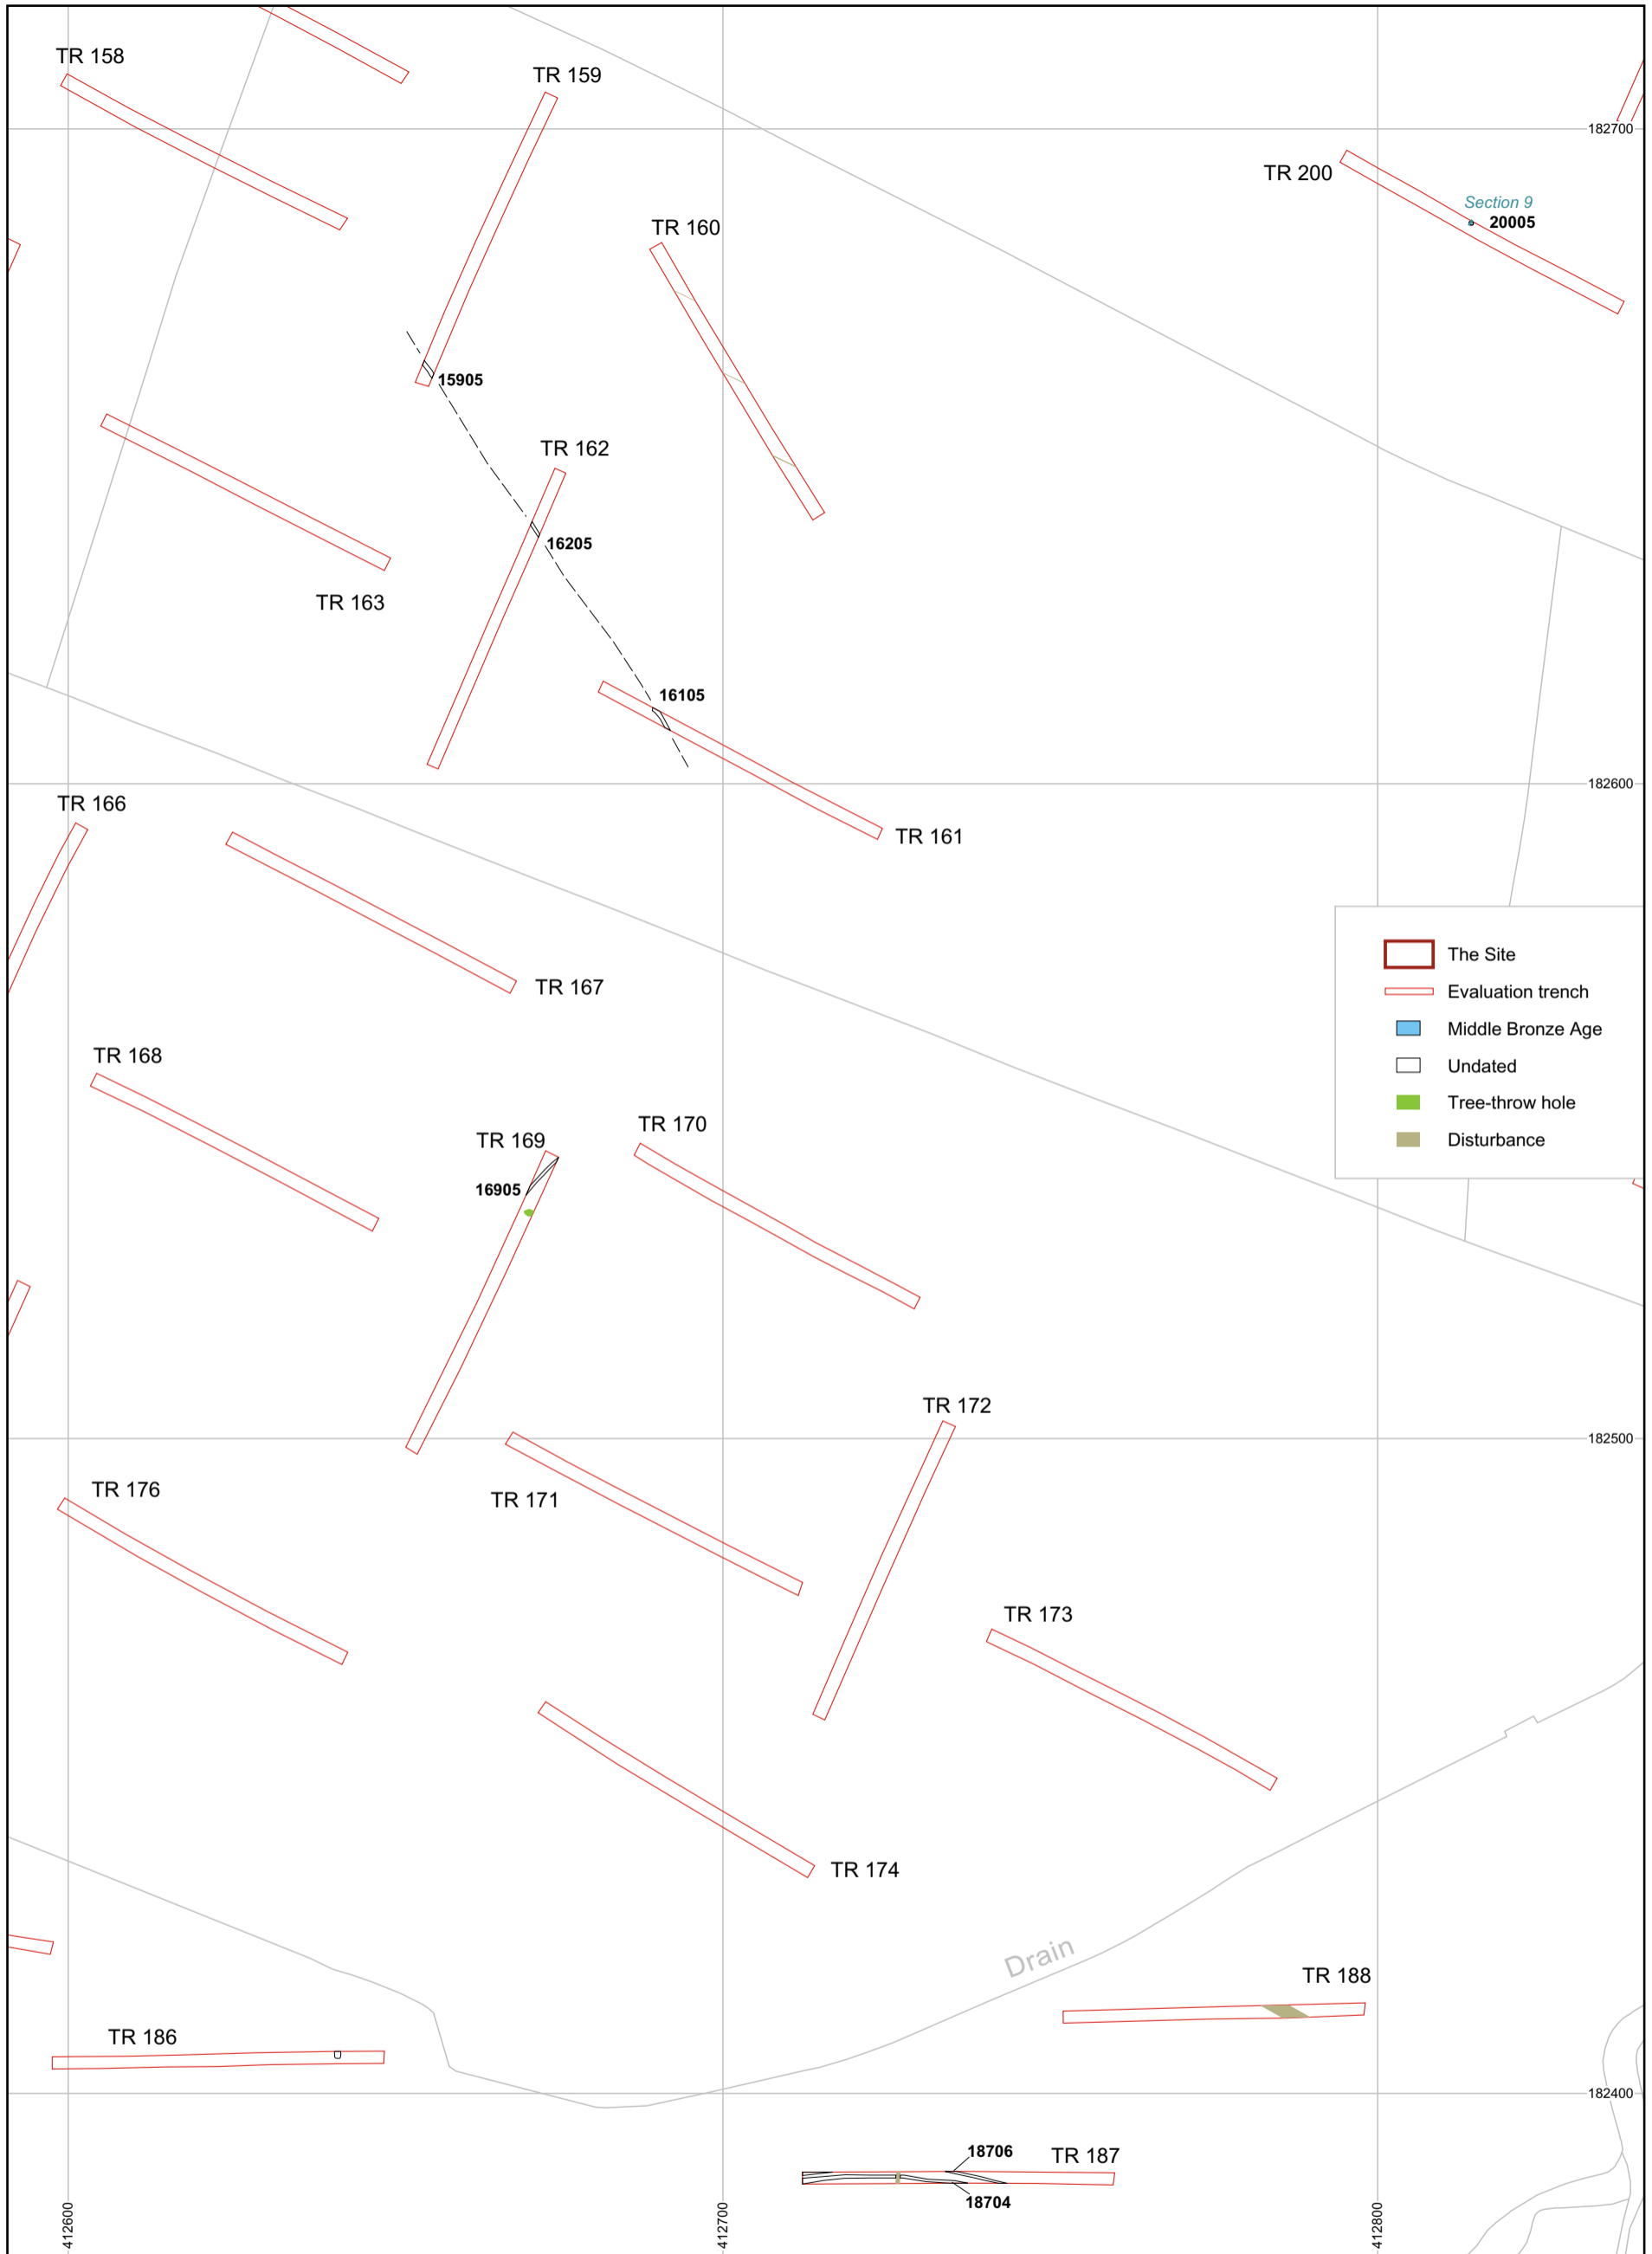 TR 158
TR 159
182700
TR 200
Section 9
20005
TR 160
15905
TR 162
16205
TR 163
16105
182600
TR 166
TR 161
The Site
TR 167
Evaluation trench
Middle Bronze Age
TR 168
Undated
Tree-throw hole
TR 170
TR 169
Disturbance
16905
TR 172
182500
TR 176
TR 171
TR 173
TR 174
Drain
TR 188
TR 186
182400
18706
TR 187
18704
412600
412700
412800